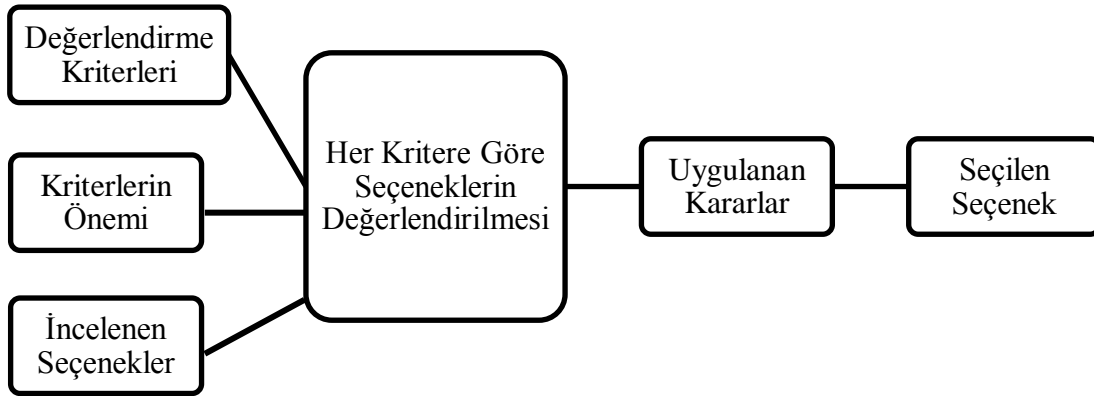 Değerlendirme
Kriterleri
Kriterlerin
Önemi
İncelenen
Seçenekler
Her Kritere Göre
Seçeneklerin
Değerlendirilmesi
Uygulanan
Kararlar
Seçilen
Seçenek